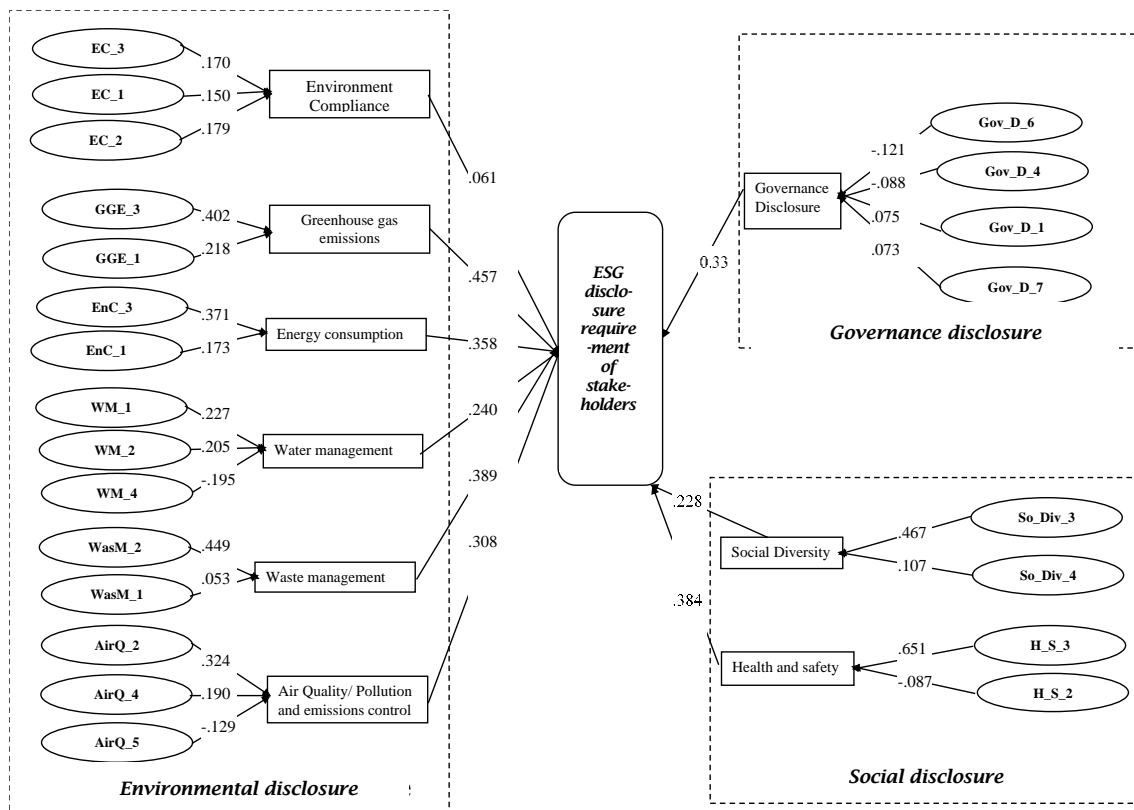 EC_3
.170
EC_1
.150
EC_2
.179
Environment
Compliance
.061
GGE_3
.402
GGE_1
.218
Greenhouse gas
emissions
.457
EnC_3
.371
EnC_1
.173
Energy consumption
.358
WM_1
.227
WM_2
.205
WM_4
-.195
Water management
.240
WasM_2
.449
WasM_1
.053
Waste management
.389
AirQ_2
.324
AirQ_4
.190
AirQ_5
-.129
Air Quality/ Pollution
and emissions control
.308
Environmental disclosure
ESG
disclo-
sure
require
-ment
of
stake-
holders
0.33
Governance
Disclosure
-.121
Gov_D_6
-.088
Gov_D_4
.075
Gov_D_1
.073
Gov_D_7
Governance disclosure
.228
Social Diversity
.467
So_Div_3
.107
So_Div_4
.384
Health and safety
.651
H_S_3
-.087
H_S_2
Social disclosure